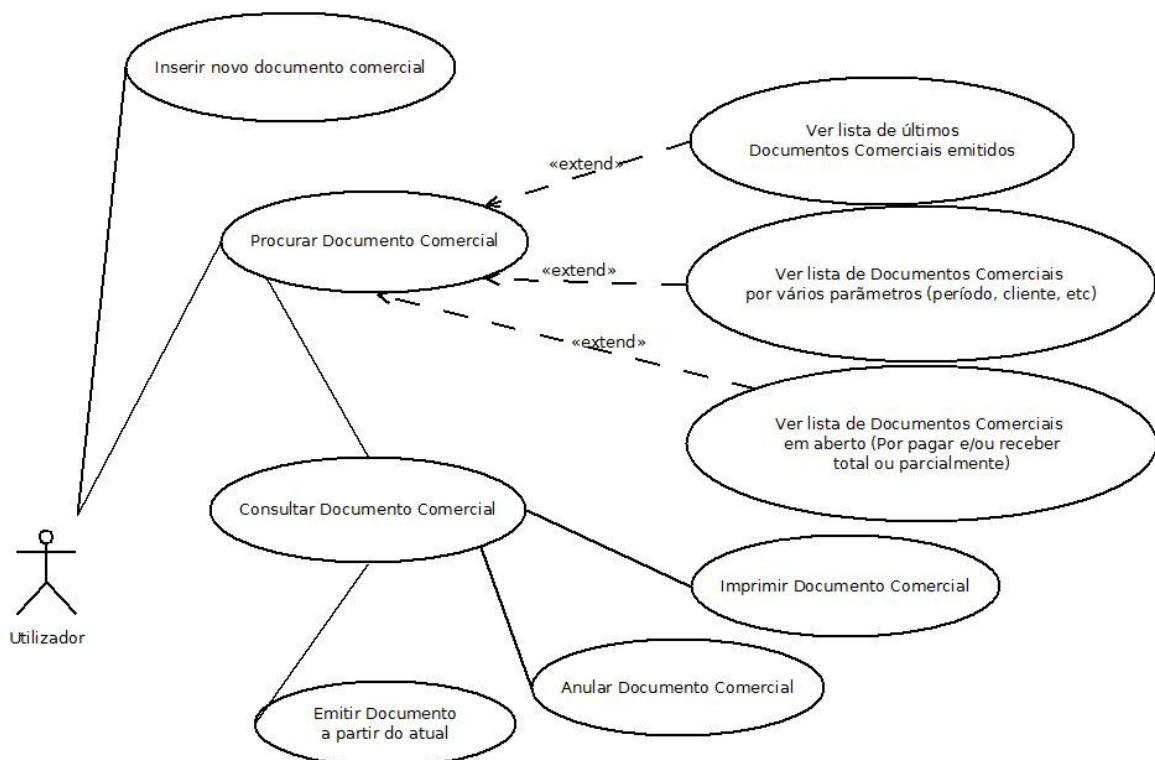 Inserir novo documento comercial
Ver lista de últimos
Documentos Comerciais emitidos
«extend»
Procurar Documento Comercial
«extend»
Ver lista de Documentos Comerciais
por vários parãmetros (período, cliente, etc)
«extend»
Ver lista de Documentos Comerciais
em aberto (Por pagar e/ou receber
total ou parcialmente)
Consultar Documento Comercial
Imprimir Documento Comercial
Utilizador
Anular Documento Comercial
Emitir Documento
a partir do atual